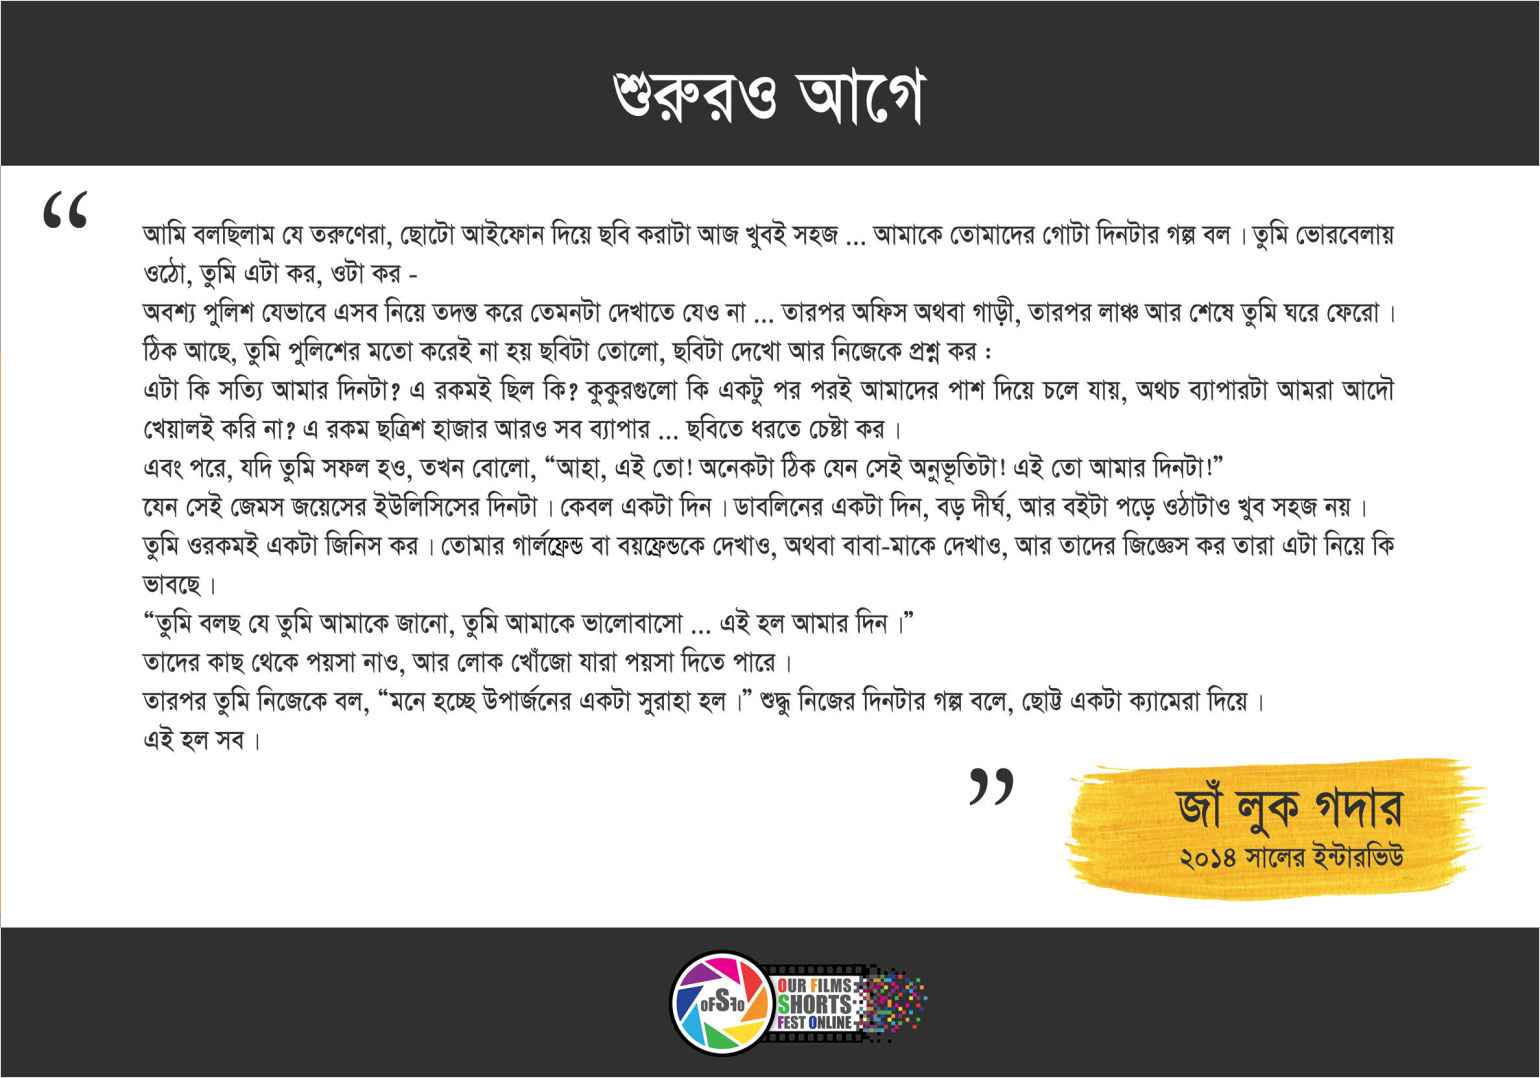 শুরুরও আগে
“
আমি বলছিলাম যে তরুণেরা, ছোটো আইফোন দিয়ে ছবি করাটা আজ খুবই সহজ ... আমাকে তোমাদের গোটা দিনটার গল্প বল । তুমি ভোরবেলায়
ওঠো, তুমি এটা কর, ওটা কর -
অবশ্য পুলিশ যেভাবে এসব নিয়ে তদন্ত করে তেমনটা দেখাতে যেও না ... তারপর অফিস অথবা গাড়ী, তারপর লাঞ্চ আর শেষে তুমি ঘরে ফেরো ।
ঠিক আছে, তুমি পুলিশের মতো করেই না হয় ছবিটা তোলো, ছবিটা দেখো আর নিজেকে প্রশ্ন কর :
এটা কি সত্যি আমার দিনটা? এ রকমই ছিল কি? কুকুরগুলো কি একটু পর পরই আমাদের পাশ দিয়ে চলে যায়, অথচ ব্যাপারটা আমরা আদৌ
খেয়ালই করি না? এ রকম ছত্রিশ হাজার আরও সব ব্যাপার ... ছবিতে ধরতে চেষ্টা কর ।
এবং পরে, যদি তুমি সফল হও, তখন বোলো, “আহা, এই তো! অনেকটা ঠিক যেন সেই অনুভূতিটা! এই তো আমার দিনটা!”
যেন সেই জেমস জয়েসের ইউলিসিসের দিনটা । কেবল একটা দিন । ডাবলিনের একটা দিন, বড় দীর্ঘ, আর বইটা পড়ে ওঠাটাও খুব সহজ নয় ।
তুমি ওরকমই একটা জিনিস কর । তোমার গার্লফ্রেন্ড বা বয়ফ্রেন্ডকে দেখাও, অথবা বাবা-মাকে দেখাও, আর তাদের জিজ্ঞেস কর তারা এটা নিয়ে কি
ভাবছে ।
“তুমি বলছ যে তুমি আমাকে জানো, তুমি আমাকে ভালোবাসো ... এই হল আমার দিন ।”
তাদের কাছ থেকে পয়সা নাও, আর লোক খোঁজো যারা পয়সা দিতে পারে ।
তারপর তুমি নিজেকে বল, “মনে হচ্ছে উপার্জনের একটা সুরাহা হল ।” শুদ্ধু নিজের দিনটার গল্প বলে, ছোট্ট একটা ক্যামেরা দিয়ে ।
এই হল সব ।
”
জাঁ লুক গদার
২০১৪ সালের ইন্টারভিউ
OFSFO
OUR FILMS
SHORTS
FEST ONLINE